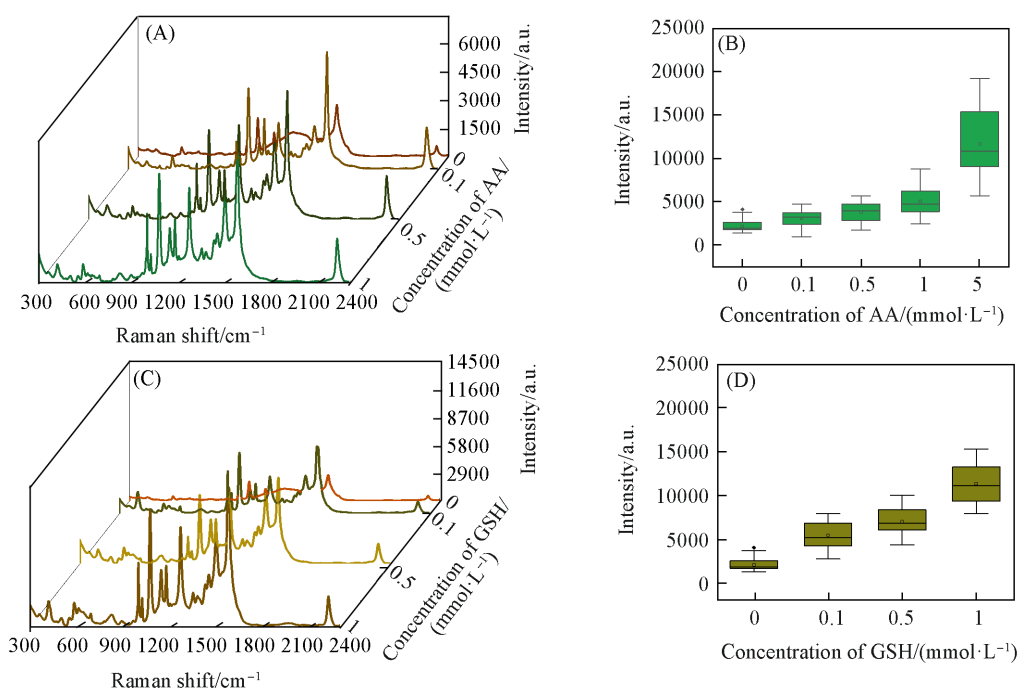 (A)
6000
4500
3000
1500
0
0.1
0.5
1
Intensity/a.u.
Concentration of AA/
(mmol·L⁻¹)
300 600 900 1200 1500 1800 2100 2400
Raman shift/cm⁻¹
(B)
25000
20000
15000
10000
5000
0
Intensity/a.u.
0 0.1 0.5 1 5
Concentration of AA/(mmol·L⁻¹)
(C)
14500
11600
8700
5800
2900
0
0.1
0.5
1
Intensity/a.u.
Concentration of GSH/
(mmol·L⁻¹)
300 600 900 1200 1500 1800 2100 2400
Raman shift/cm⁻¹
(D)
25000
20000
15000
10000
5000
0
Intensity/a.u.
0 0.1 0.5 1
Concentration of GSH/(mmol·L⁻¹)